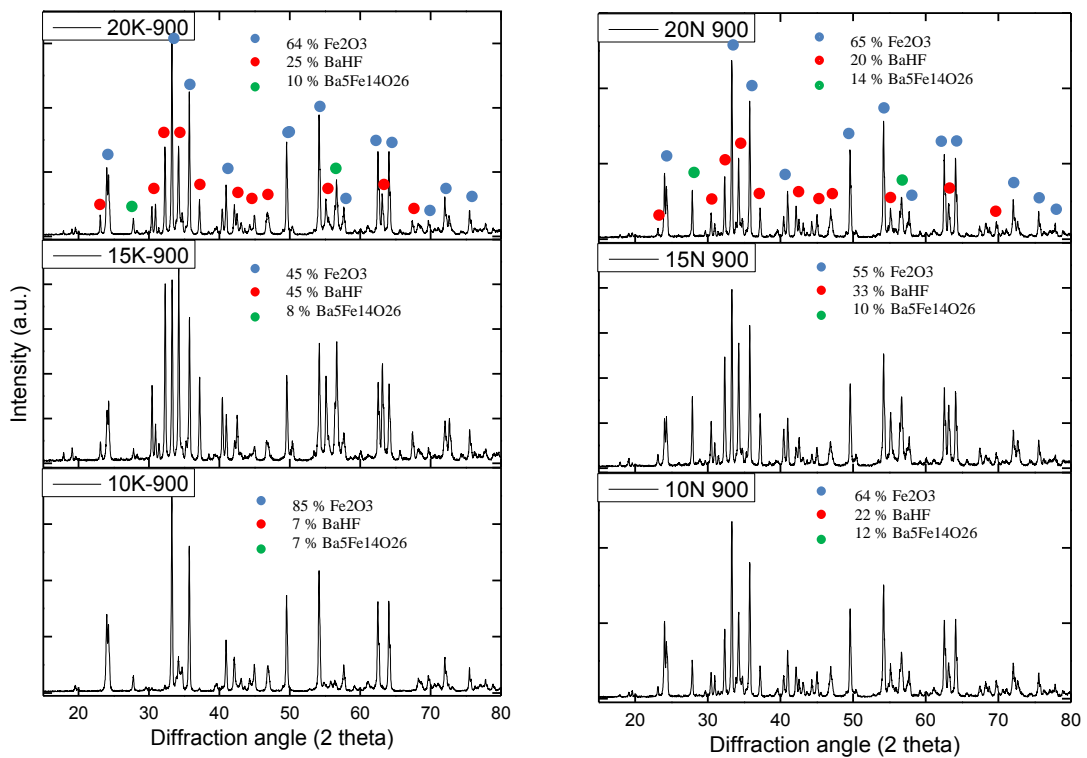 20K-900
64 % Fe2O3
25 % BaHF
10 % Ba5Fe14O26
15K-900
45 % Fe2O3
45 % BaHF
8 % Ba5Fe14O26
10K-900
85 % Fe2O3
7 % BaHF
7 % Ba5Fe14O26
Intensity (a.u.)
20 30 40 50 60 70 80
Diffraction angle (2 theta)
20N 900
65 % Fe2O3
20 % BaHF
14 % Ba5Fe14O26
15N 900
55 % Fe2O3
33 % BaHF
10 % Ba5Fe14O26
10N 900
64 % Fe2O3
22 % BaHF
12 % Ba5Fe14O26
20 30 40 50 60 70 80
Diffraction angle (2 theta)